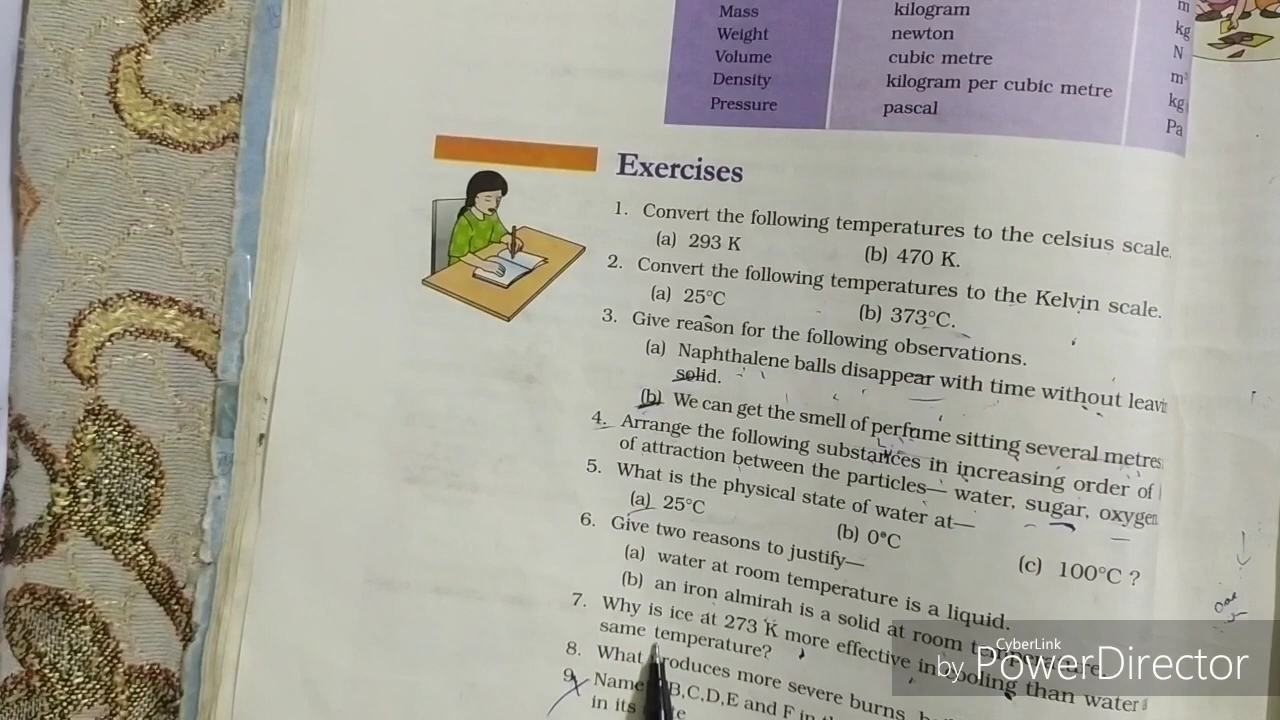 m
Mass kilogram kg
Weight newton N
Volume cubic metre m³
Density kilogram per cubic metre kg
Pressure pascal Pa
Exercises
1. Convert the following temperatures to the celsius scale.
(a) 293 K (b) 470 K.
2. Convert the following temperatures to the Kelvin scale.
(a) 25°C (b) 373°C.
3. Give reason for the following observations.
(a) Naphthalene balls disappear with time without leavi
solid.
(b) We can get the smell of perfume sitting several metres
4. Arrange the following substances in increasing order of
of attraction between the particles— water, sugar, oxygen
5. What is the physical state of water at—
(a) 25°C (b) 0°C (c) 100°C ?
6. Give two reasons to justify—
(a) water at room temperature is a liquid.
(b) an iron almirah is a solid at room temperature.
7. Why is ice at 273 K more effective in cooling than water
same temperature?
8. What produces more severe burns,
9. Name B,C,D,E and F in
in its
CyberLink
by PowerDirector